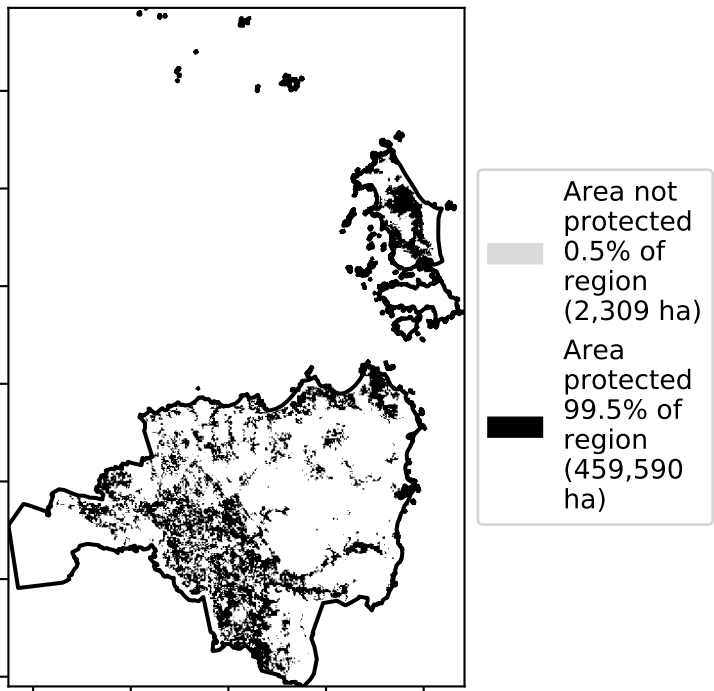 Area not
protected
0.5% of
region
(2,309 ha)
Area
protected
99.5% of
region
(459,590
ha)